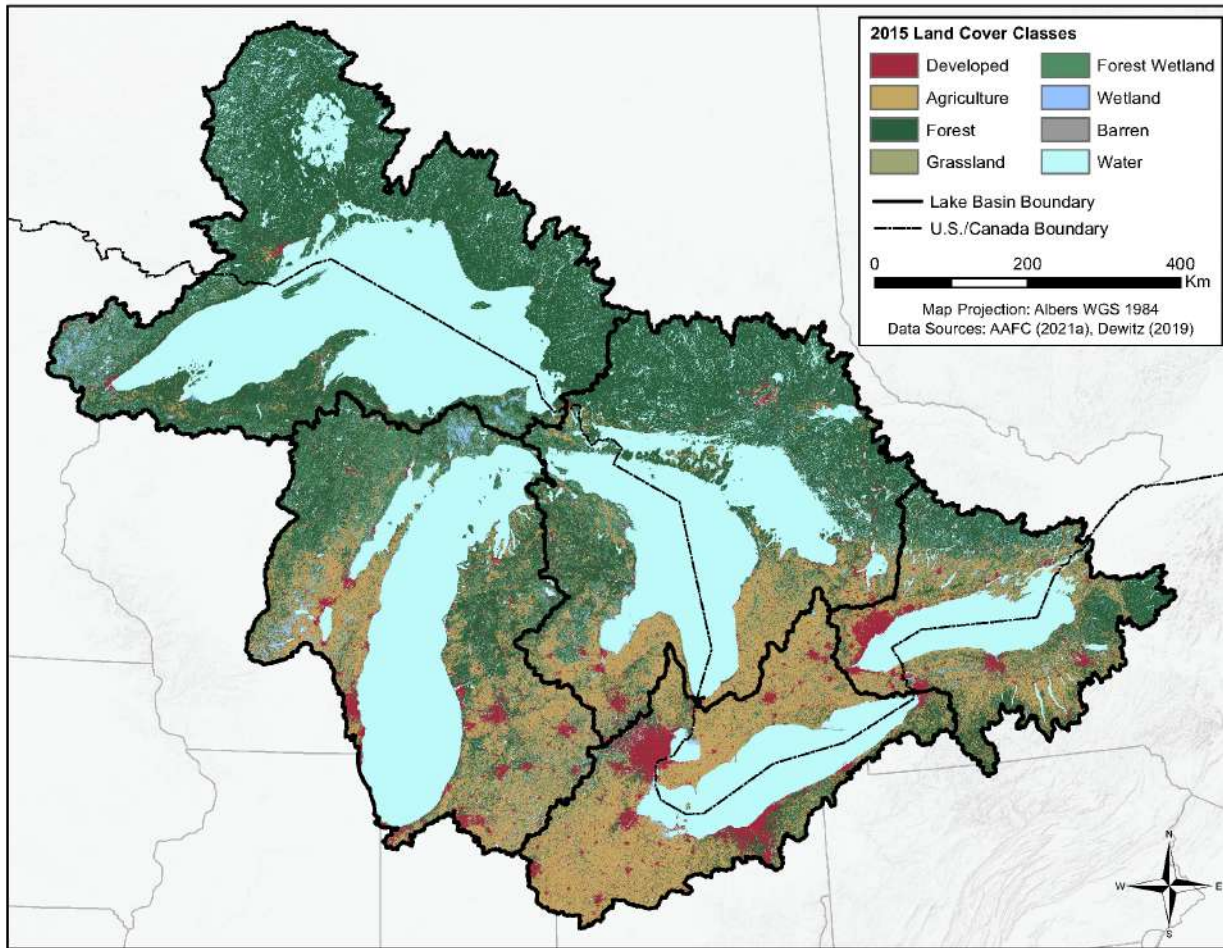 2015 Land Cover Classes
Developed
Agriculture
Forest
Grassland
Forest Wetland
Wetland
Barren
Water
Lake Basin Boundary
U.S./Canada Boundary
0 200 400
Km
Map Projection: Albers WGS 1984
Data Sources: AAFC (2021a), Dewitz (2019)
N
W E
S